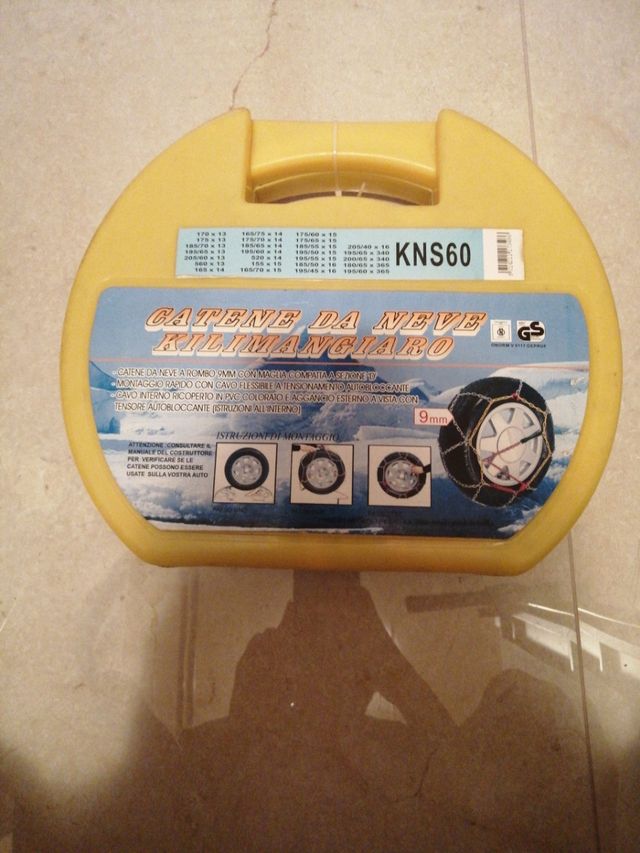 170 x 13 165/75 x 14 175/60 x 15
175 x 13 175/70 x 14 175/65 x 15
185/70 x 13 185/65 x 14 185/55 x 15 205/40 x 16
195/65 x 13 195/60 x 14 195/50 x 15 195/65 x 340
205/60 x 13 520 x 14 195/55 x 15 200/65 x 340
560 x 13 155 x 15 185/50 x 16 180/65 x 365
165 x 14 165/70 x 15 195/45 x 16 195/60 x 365
KNS60
CATENE DA NEVE
KILIMANGIARO
GS
ONORM V 5117 GEPRÜFT
- CATENE DA NEVE A ROMBO 9MM CON MAGLIA COMPATTA A SEZIONE "D"
- MONTAGGIO RAPIDO CON CAVO FLESSIBILE A TENSIONAMENTO AUTOBLOCCANTE
- CAVO INTERNO RICOPERTO IN PVC COLORATO E AGGANCIO ESTERNO A VISTA CON
TENSORE AUTOBLOCCANTE (ISTRUZIONI ALL'INTERNO)
9mm
ISTRUZIONI DI MONTAGGIO
ATTENZIONE: CONSULTARE IL
MANUALE DEL COSTRUTTORE
PER VERIFICARE SE LE
CATENE POSSONO ESSERE
USATE SULLA VOSTRA AUTO